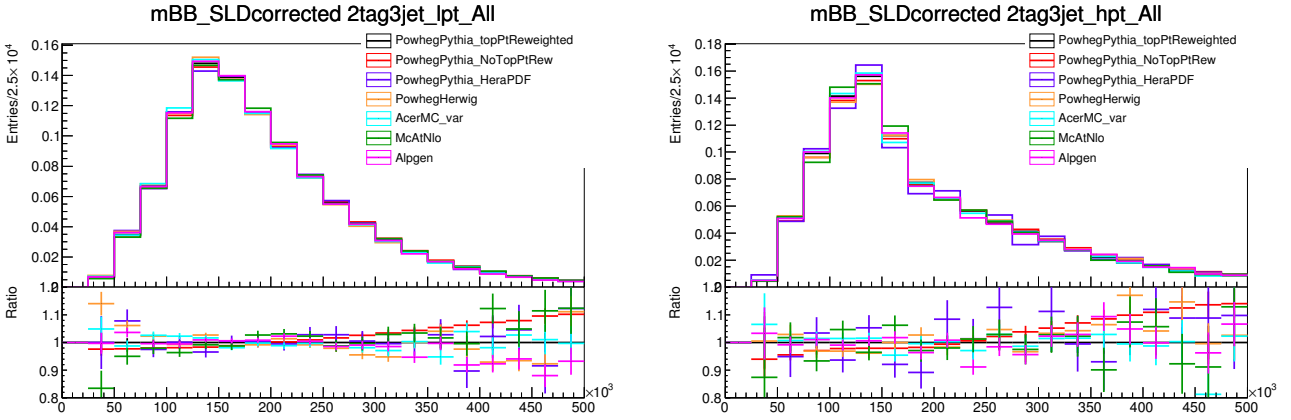 mBB_SLDcorrected 2tag3jet_lpt_All
Entries/2.5× 10⁴
0.16
0.14
0.12
0.1
0.08
0.06
0.04
0.02
PowhegPythia_topPtReweighted
PowhegPythia_NoTopPtRew
PowhegPythia_HeraPDF
PowhegHerwig
AcerMC_var
McAtNlo
Alpgen
Ratio
1.2
1.1
1
0.9
0.8
0 50 100 150 200 250 300 350 400 450 500
×10³
mBB_SLDcorrected 2tag3jet_hpt_All
Entries/2.5× 10⁴
0.18
0.16
0.14
0.12
0.1
0.08
0.06
0.04
0.02
PowhegPythia_topPtReweighted
PowhegPythia_NoTopPtRew
PowhegPythia_HeraPDF
PowhegHerwig
AcerMC_var
McAtNlo
Alpgen
Ratio
1.2
1.1
1
0.9
0.8
0 50 100 150 200 250 300 350 400 450 500
×10³